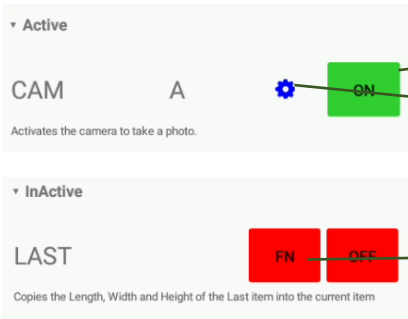 ▾ Active
CAM A ON
Activates the camera to take a photo.
▾ InActive
LAST FN OFF
Copies the Length, Width and Height of the Last item into the current item